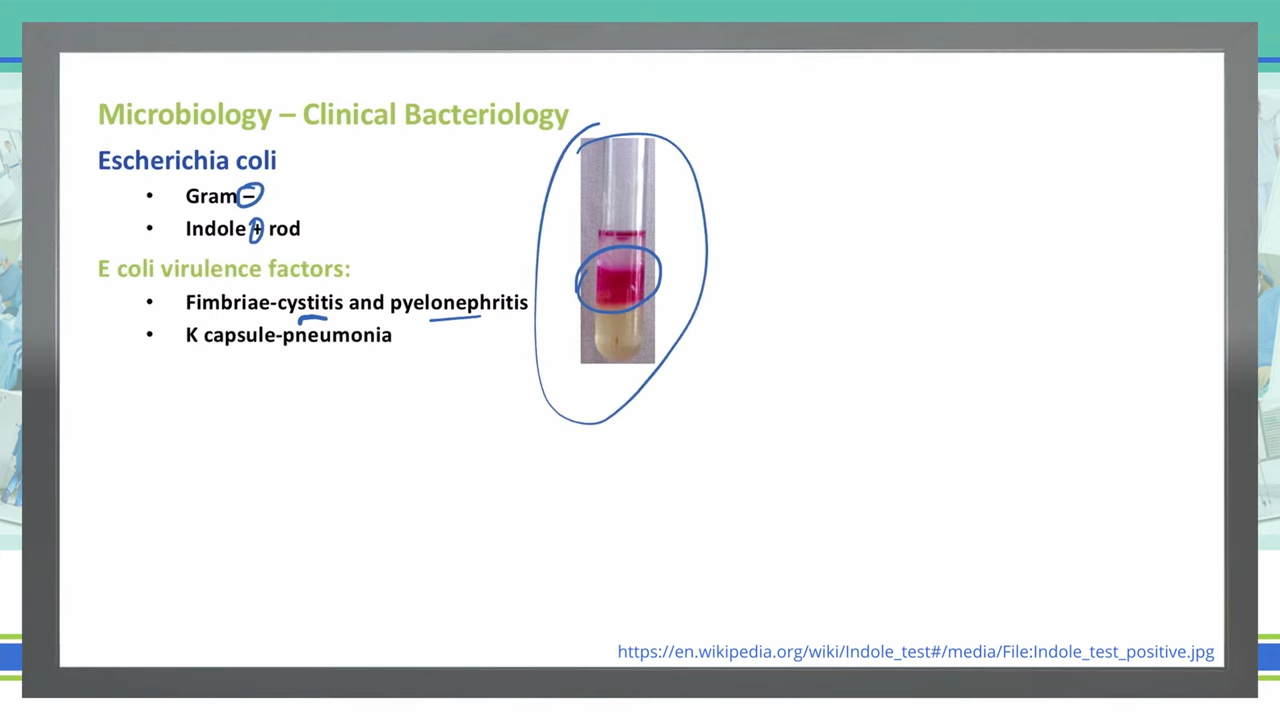 Microbiology – Clinical Bacteriology
Escherichia coli
• Gram –
• Indole + rod
E coli virulence factors:
• Fimbriae-cystitis and pyelonephritis
• K capsule-pneumonia
https://en.wikipedia.org/wiki/Indole_test#/media/File:Indole_test_positive.jpg